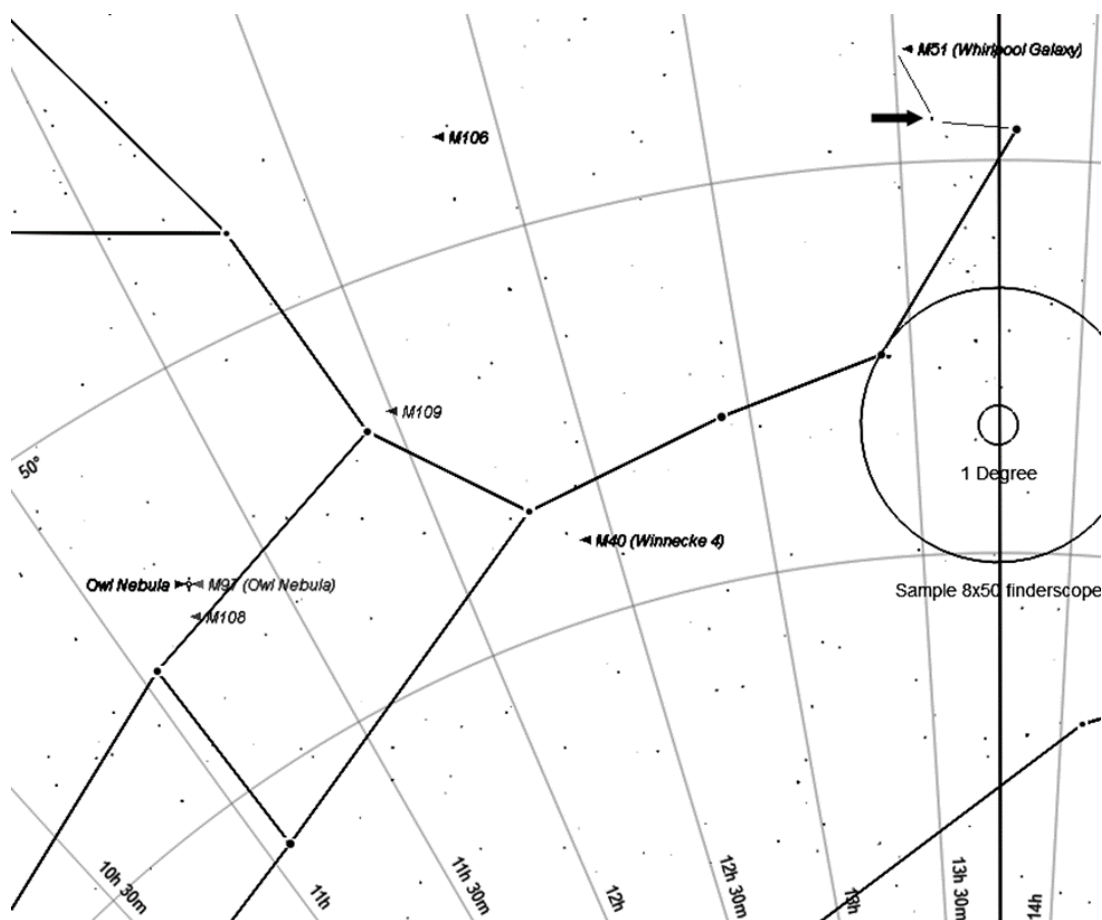 M51 (Whirlpool Galaxy)
M106
M109
50°
1 Degree
M40 (Winnecke 4)
Owl Nebula
M97 (Owl Nebula)
Sample 8x50 finderscope
M108
10h 30m
11h
11h 30m
12h
12h 30m
13h
13h 30m
14h